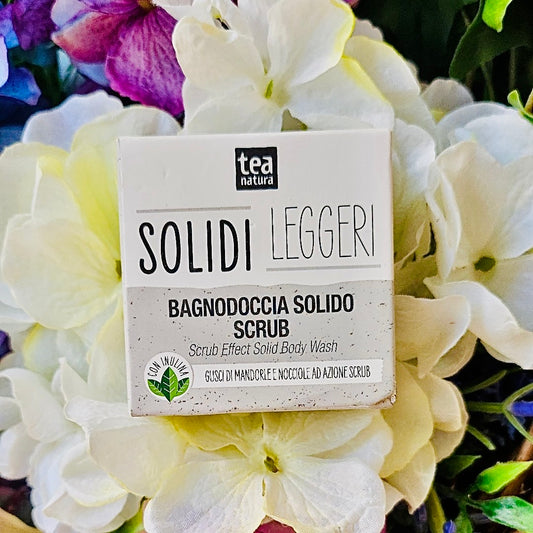 tea
natura
SOLIDI LEGGERI
BAGNODOCCIA SOLIDO
SCRUB
Scrub Effect Solid Body Wash
CON INULINA
GUSCI DI MANDORLE E NOCCIOLE AD AZIONE SCRUB